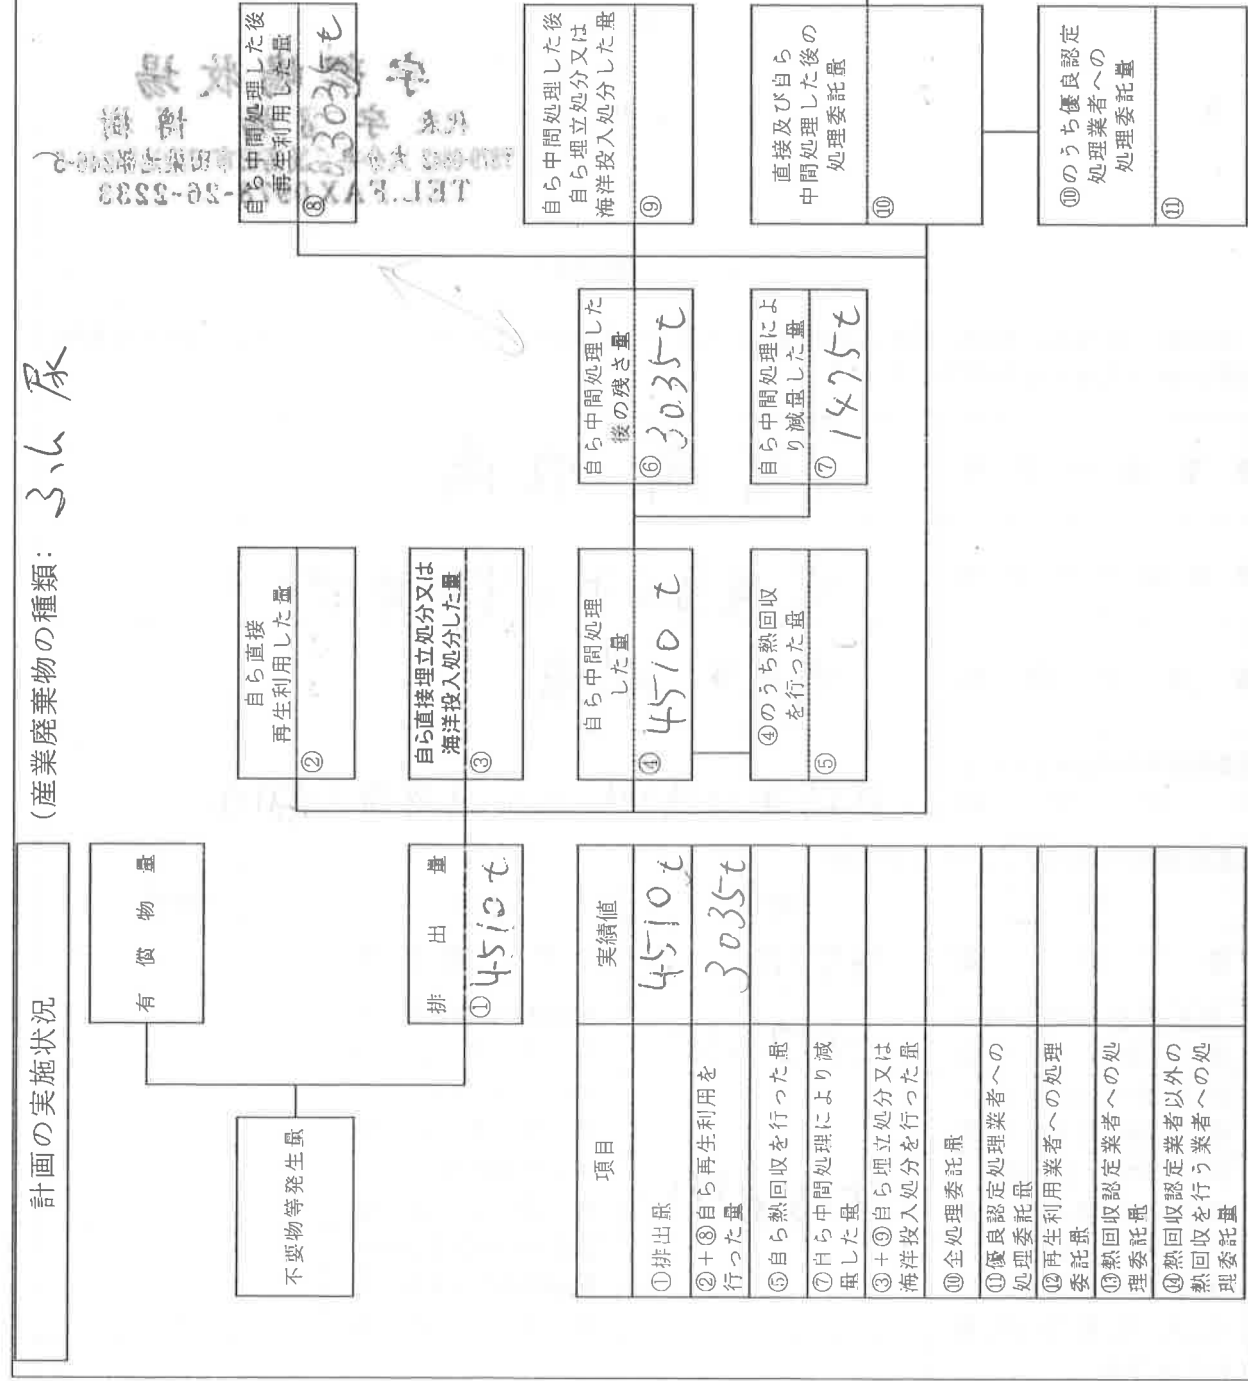 計画の実施状況
(産業廃棄物の種類: ふん尿
不要物等発生量
有 償 物 量
排 出 量
① 4510t
自ら直接
再生利用した量
②
自ら直接埋立処分又は
海洋投入処分した量
③
自ら中間処理
した量
④ 4510 t
④のうち熱回収
を行った量
⑤
自ら中間処理した
後の残さ量
⑥ 3035t
自ら中間処理によ
り減量した量
⑦ 1475t
自ら中間処理した後
再生利用した量
⑧ 3035t
自ら中間処理した後
自ら埋立処分又は
海洋投入処分した量
⑨
直接及び自ら
中間処理した後の
処理委託量
⑩
⑩のうち優良認定
処理業者への
処理委託量
⑪
項目 実績値
①排出量 4510t
②+⑧自ら再生利用を
行った量 3035t
⑤自ら熱回収を行った量
⑦自ら中間処理により減
量した量
③+⑨自ら埋立処分又は
海洋投入処分を行った量
⑩全処理委託量
⑪優良認定処理業者への
処理委託量
⑫再生利用業者への処理
委託量
⑬熱回収認定業者への処
理委託量
⑭熱回収認定業者以外の
熱回収を行う業者への処
理委託量